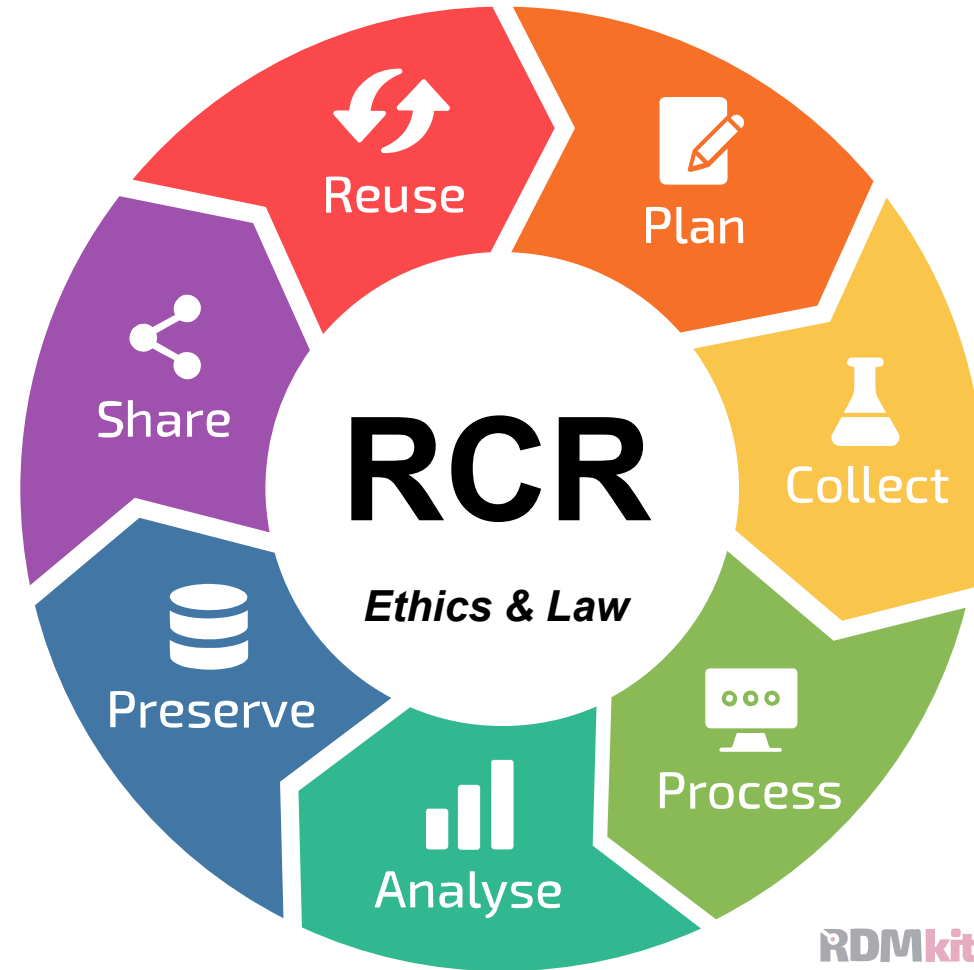 Reuse
Plan
Share
Collect
RCR
Ethics & Law
Preserve
Process
Analyse
RDMkit